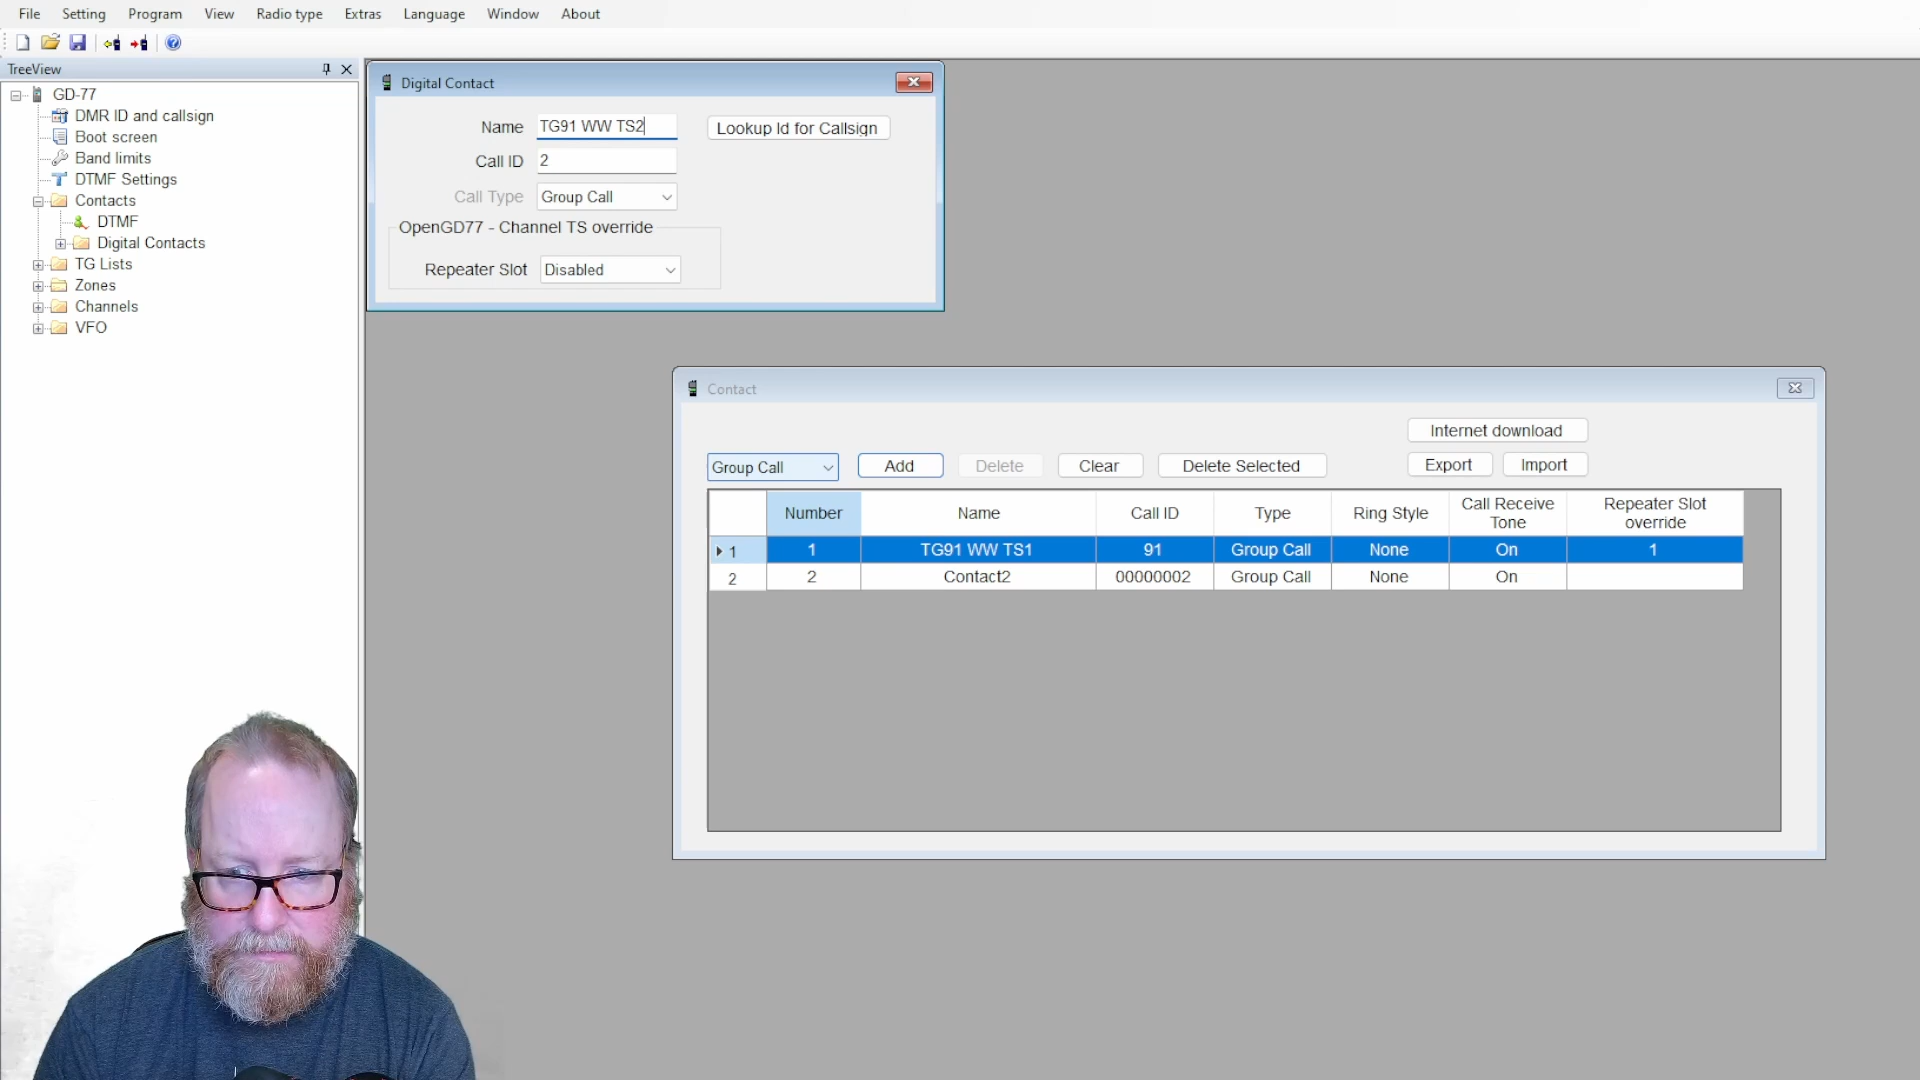 File Setting Program View Radio type Extras Language Window About
TreeView
GD-77
DMR ID and callsign
Boot screen
Band limits
DTMF Settings
Contacts
DTMF
Digital Contacts
TG Lists
Zones
Channels
VFO
Digital Contact
Name TG91 WW TS2 Lookup Id for Callsign
Call ID 2
Call Type Group Call
OpenGD77 - Channel TS override
Repeater Slot Disabled
Contact
Internet download
Group Call Add Delete Clear Delete Selected Export Import
Number Name Call ID Type Ring Style Call Receive Tone Repeater Slot override
1 1 TG91 WW TS1 91 Group Call None On 1
2 2 Contact2 00000002 Group Call None On